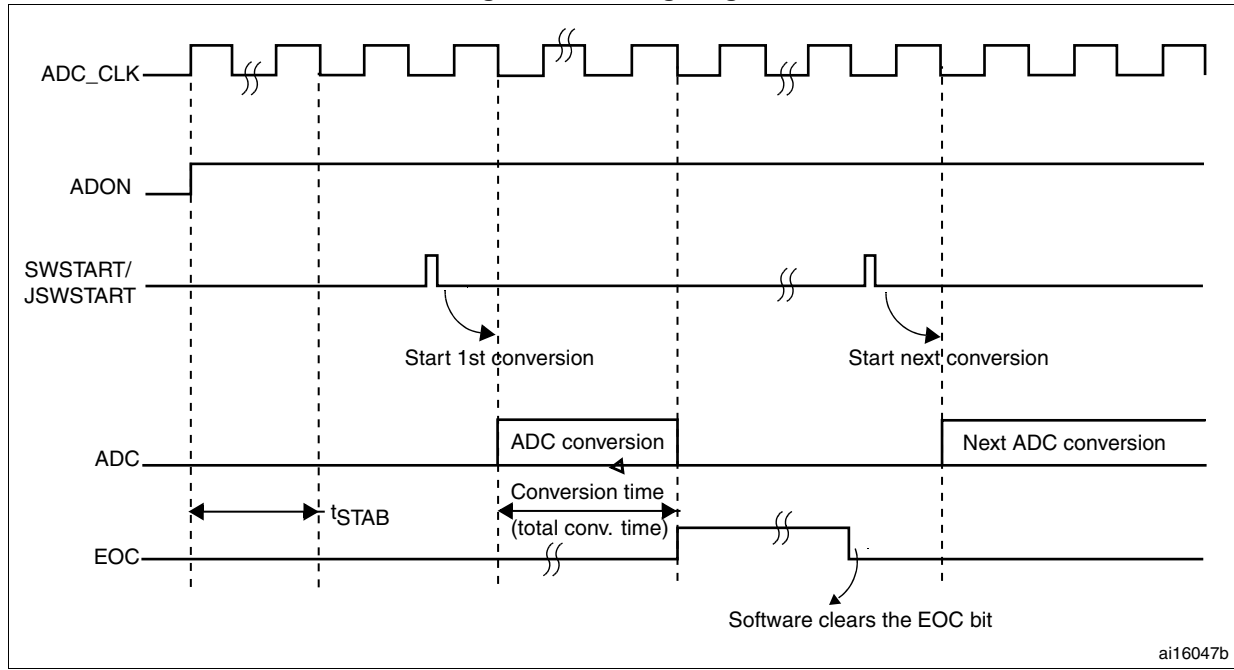 ADC_CLK
ADON
SWSTART/
JSWSTART
Start 1st conversion
Start next conversion
ADC
ADC conversion
Next ADC conversion
Conversion time
(total conv. time)
tSTAB
EOC
Software clears the EOC bit
ai16047b